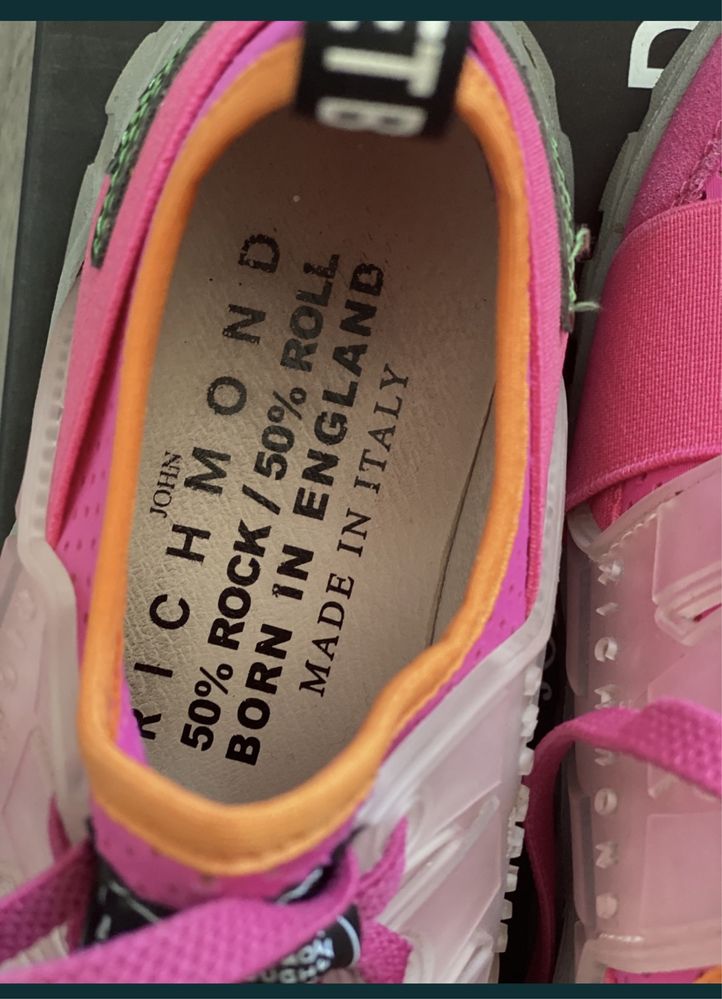 JOHN
RICHMOND
50% ROCK / 50% ROLL
BORN IN ENGLAND
MADE IN ITALY